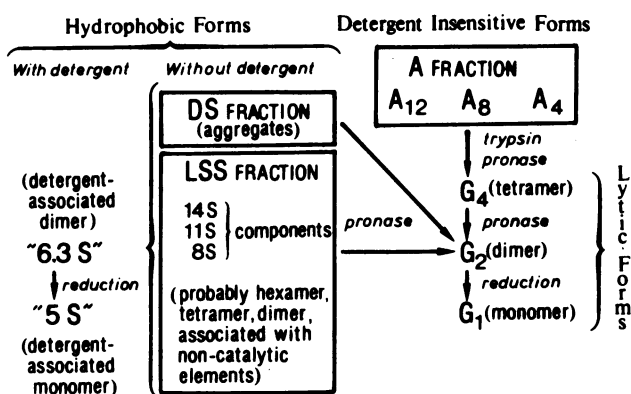 Hydrophobic Forms
Detergent Insensitive Forms
With detergent
Without detergent
A FRACTION
A12 A8 A4
DS FRACTION
(aggregates)
LSS FRACTION
14S
11S
8S
components
(probably hexamer,
tetramer, dimer,
associated with
non-catalytic
elements)
(detergent-
associated
dimer)
"6.3 S"
reduction
"5 S"
(detergent-
associated
monomer)
pronase
trypsin
pronase
G4 (tetramer)
pronase
G2 (dimer)
reduction
G1 (monomer)
Lytic Forms